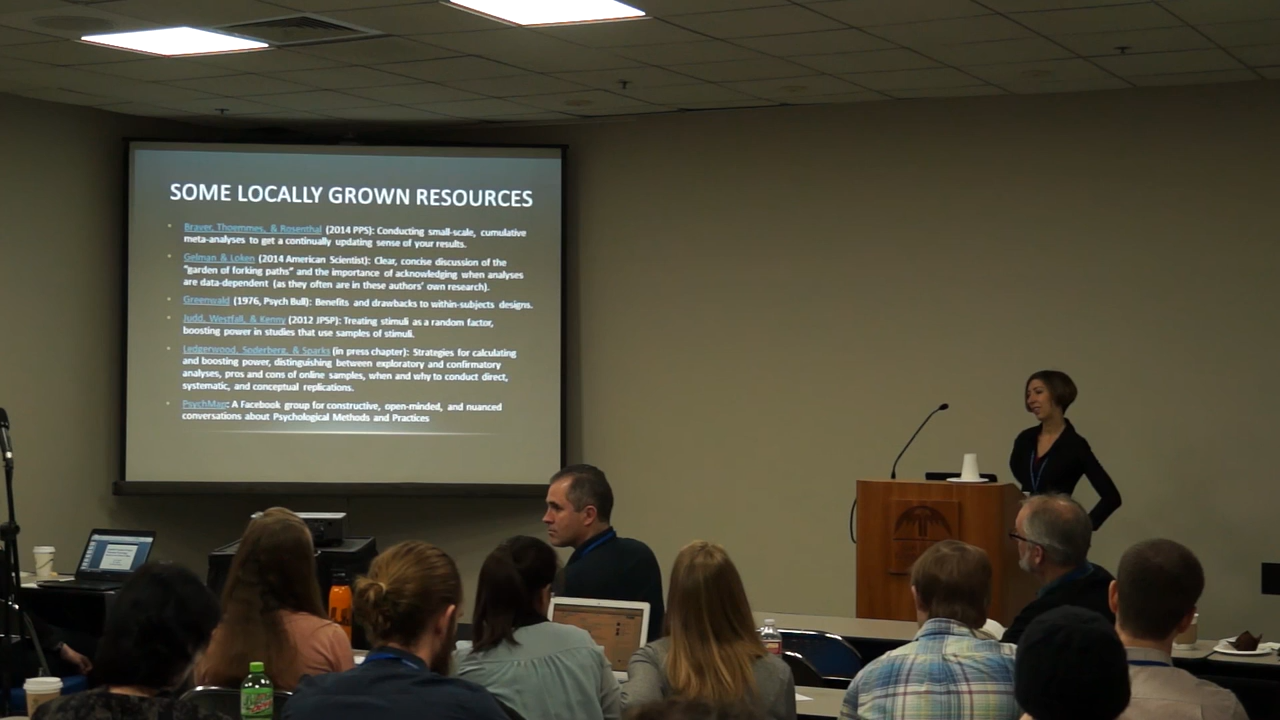 SOME LOCALLY GROWN RESOURCES
Braver, Thoemmes, & Rosenthal (2014 PPS): Conducting small-scale, cumulative
meta-analyses to get a continually updating sense of your results.
Gelman & Loken (2014 American Scientist): Clear, concise discussion of the
"garden of forking paths" and the importance of acknowledging when analyses
are data-dependent (as they often are in these authors' own research).
Greenwald (1976, Psych Bull): Benefits and drawbacks to within-subjects designs.
Judd, Westfall, & Kenny (2012 JPSP): Treating stimuli as a random factor,
boosting power in studies that use samples of stimuli.
Ledgerwood, Soderberg, & Sparks (in press chapter): Strategies for calculating
and boosting power, distinguishing between exploratory and confirmatory
analyses, pros and cons of online samples, when and why to conduct direct,
systematic, and conceptual replications.
PsychMap: A Facebook group for constructive, open-minded, and nuanced
conversations about Psychological Methods and Practices